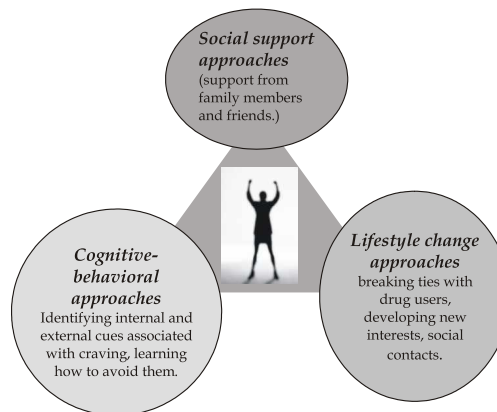 Social support
approaches
(support from
family members
and friends.)
Cognitive-
behavioral
approaches
Identifying internal and
external cues associated
with craving, learning
how to avoid them.
Lifestyle change
approaches
breaking ties with
drug users,
developing new
interests, social
contacts.